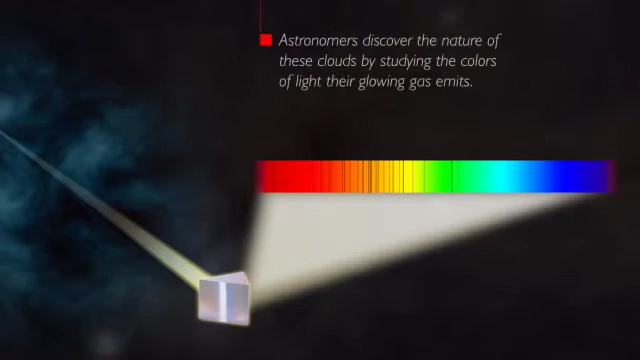 Astronomers discover the nature of
these clouds by studying the colors
of light their glowing gas emits.